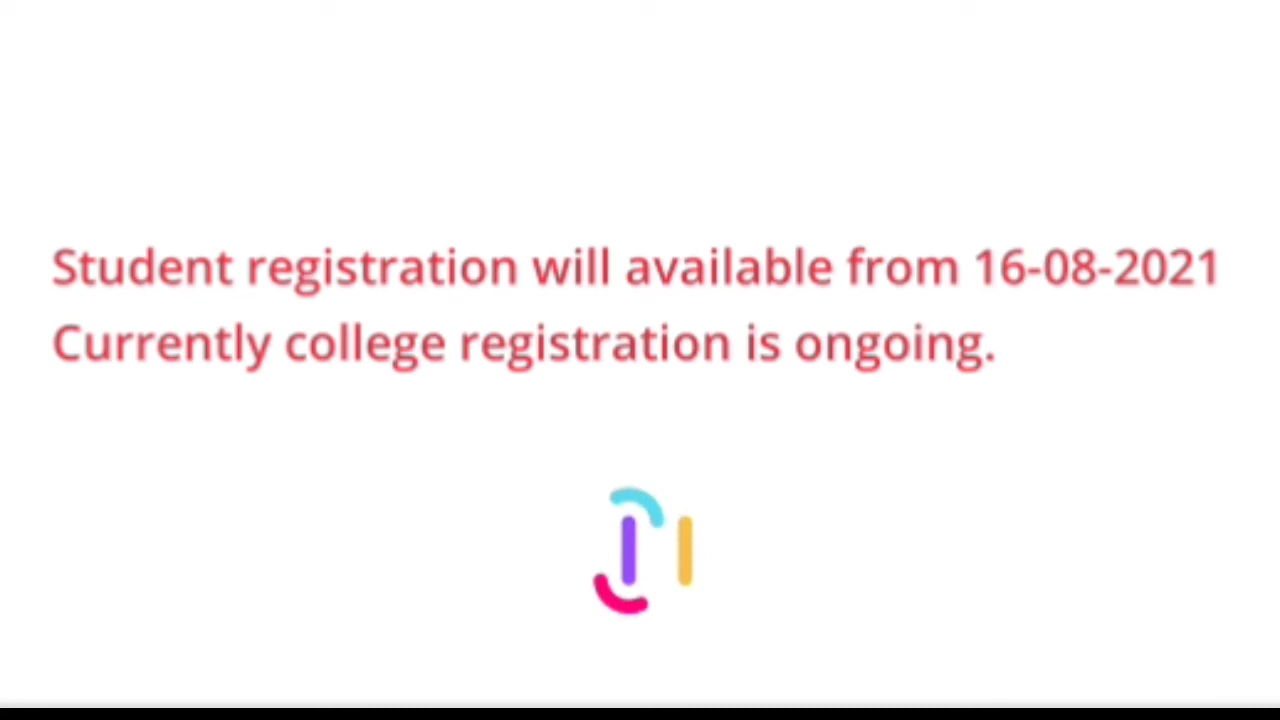 Student registration will available from 16-08-2021
Currently college registration is ongoing.